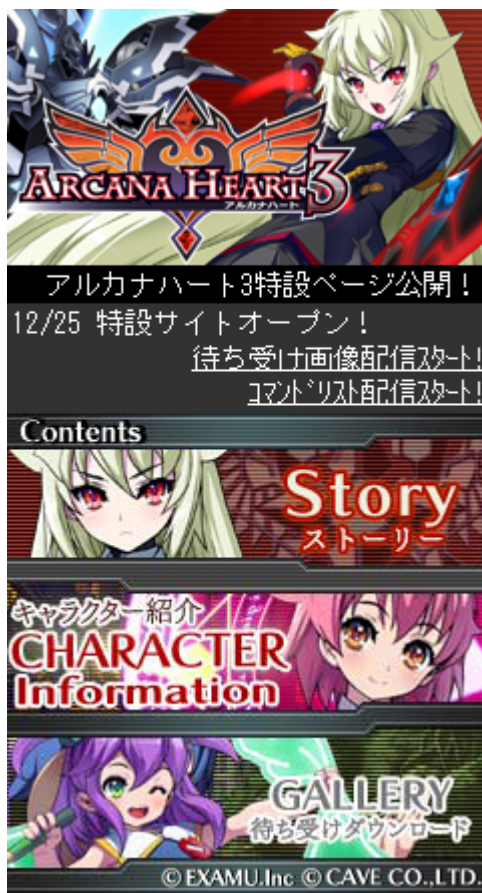 ARCANA HEART 3
アルカナハート
アルカナハート3特設ページ公開！
12/25 特設サイトオープン！
待ち受け画像配信ｽﾀｰﾄ!
ｺﾏﾝﾄﾞﾘｽﾄ配信ｽﾀｰﾄ!
Contents
Story
ストーリー
キャラクター紹介
CHARACTER
Information
GALLERY
待ち受けダウンロード
© EXAMU.Inc © CAVE CO.,LTD.